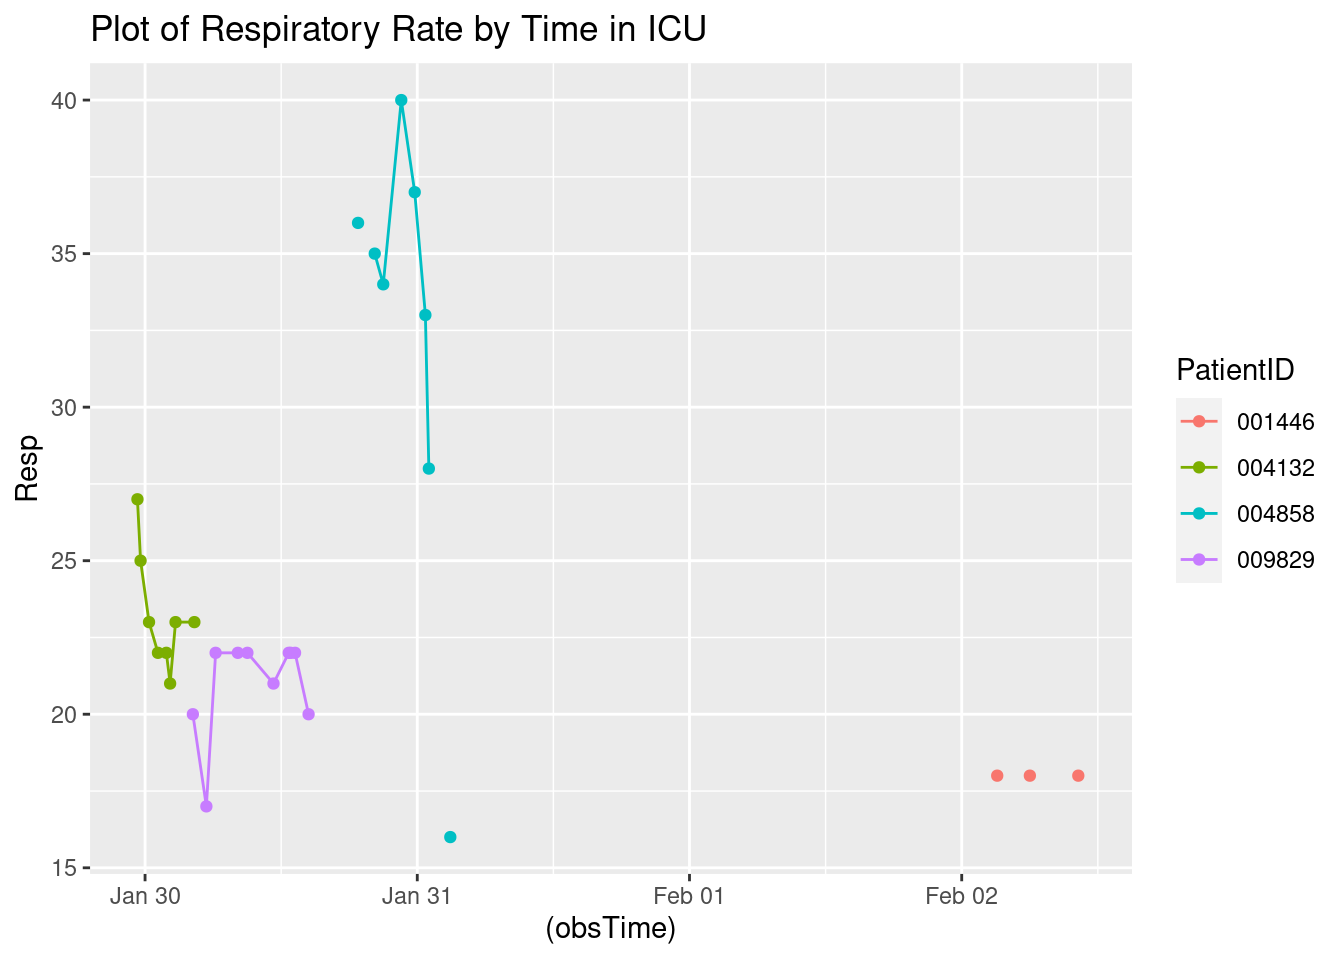 Plot of Respiratory Rate by Time in ICU
40
35
30
25
20
15
Resp
Jan 30
Jan 31
Feb 01
Feb 02
(obsTime)
PatientID
001446
004132
004858
009829